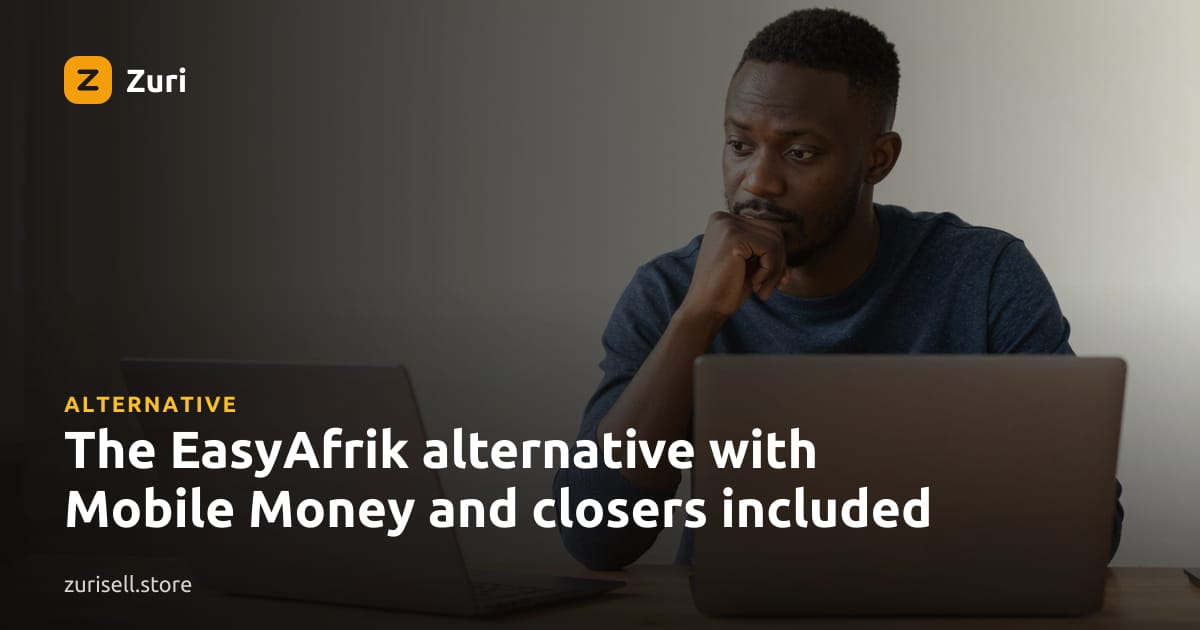 Z Zuri
ALTERNATIVE
The EasyAfrik alternative with
Mobile Money and closers included
zurisell.store